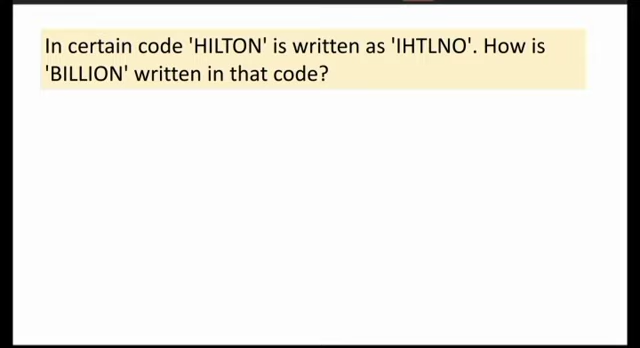 In certain code 'HILTON' is written as 'IHTLNO'. How is
'BILLION' written in that code?